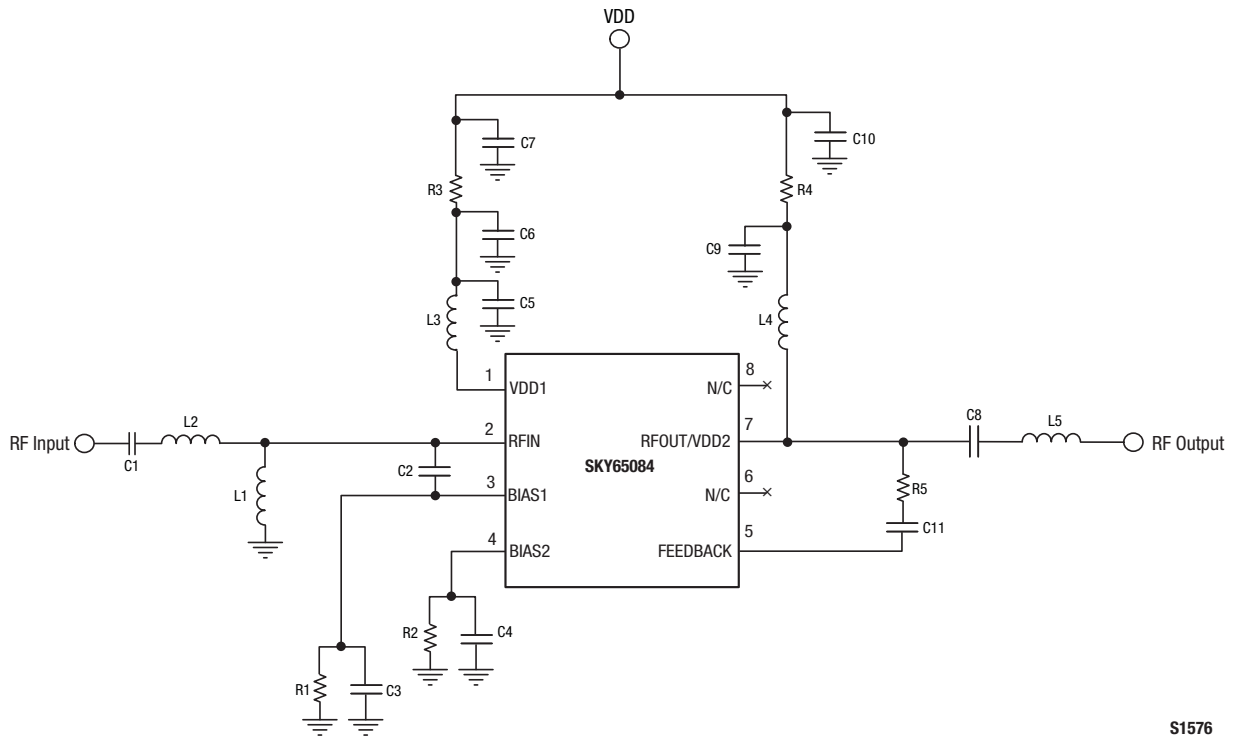 VDD
C7
C10
R3
R4
C6
C9
C5
L3
L4
1
VDD1
8
N/C
RF Input
C1
L2
2
RFIN
7
RFOUT/VDD2
C8
L5
RF Output
SKY65084
L1
C2
3
BIAS1
6
N/C
R5
C11
4
BIAS2
5
FEEDBACK
R2
C4
R1
C3
S1576